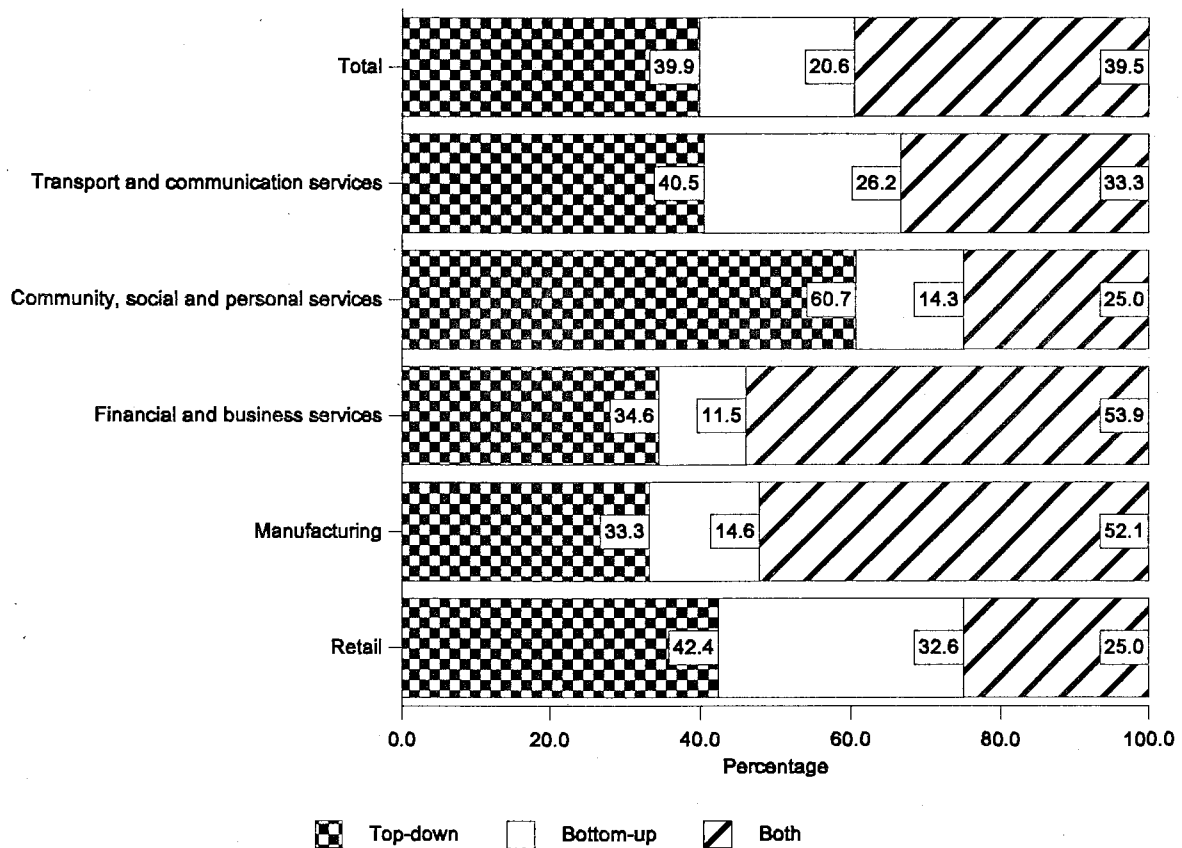 Total 39.9 20.6 39.5
Transport and communication services 40.5 26.2 33.3
Community, social and personal services 60.7 14.3 25.0
Financial and business services 34.6 11.5 53.9
Manufacturing 33.3 14.6 52.1
Retail 42.4 32.6 25.0
0.0 20.0 40.0 60.0 80.0 100.0
Percentage
Top-down Bottom-up Both